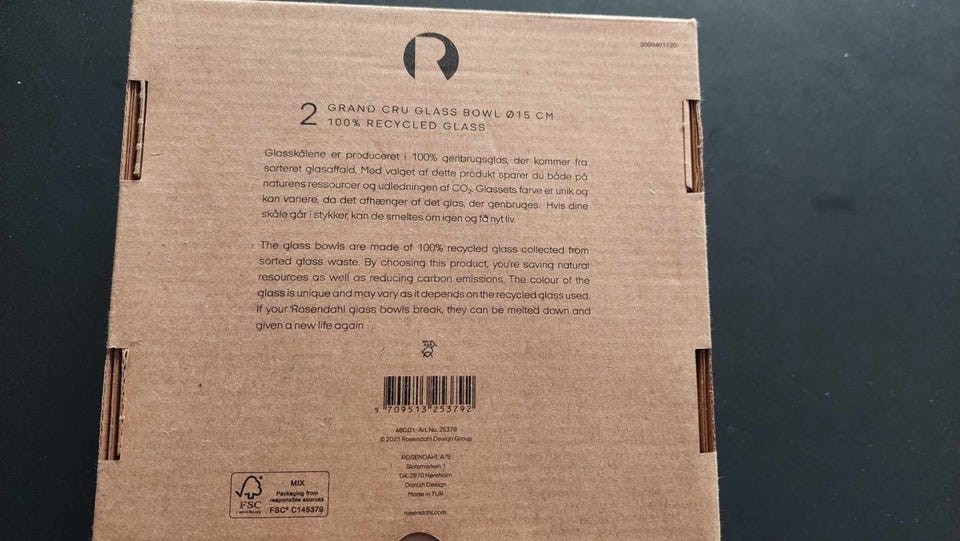 R
3000401120
2 GRAND CRU GLASS BOWL Ø15 CM
100% RECYCLED GLASS
Glasskålene er produceret i 100% genbrugsglas, der kommer fra
sorteret glasaffald. Med valget af dette produkt sparer du både på
naturens ressourcer og udledningen af CO₂. Glassets farve er unik og
kan variere, da det afhænger af det glas, der genbruges. Hvis dine
skåle går i stykker, kan de smeltes om igen og få nyt liv.
The glass bowls are made of 100% recycled glass collected from
sorted glass waste. By choosing this product, you're saving natural
resources as well as reducing carbon emissions. The colour of the
glass is unique and may vary as it depends on the recycled glass used.
If your Rosendahl glass bowls break, they can be melted down and
given a new life again
5 709513 253792
460.01 Art. No. 25379
© 2021 Rosendahl Design Group
ROSENDAHL A/S
Slotsmarken 1
DK-2970 Hørsholm
Danish Design
Made in TUR
rosendahl.com
FSC
www.fsc.org
MIX
Packaging from
responsible sources
FSC® C145379